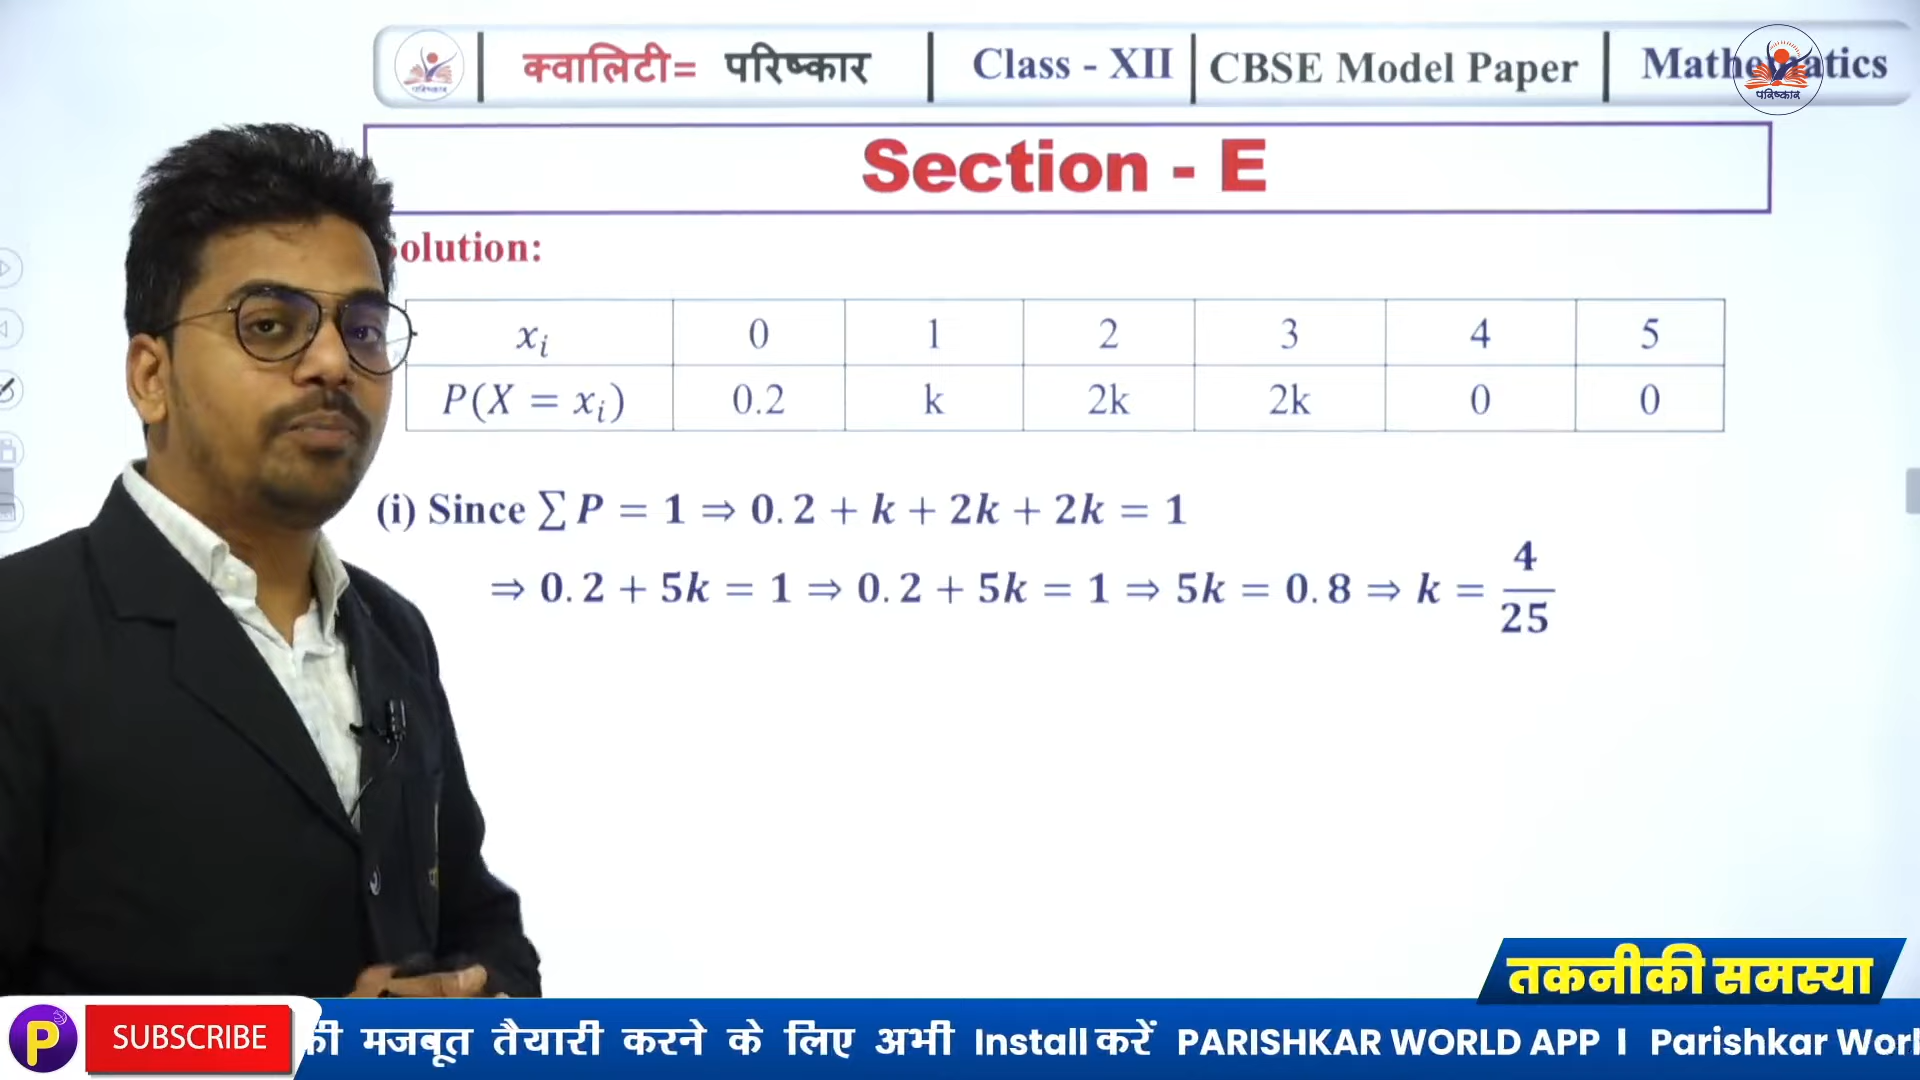 क्वालिटी= परिष्कार | Class - XII | CBSE Model Paper | Mathematics
परिष्कार
परिष्कार
Section - E
olution:
xᵢ 0 1 2 3 4 5
P(X = xᵢ) 0.2 k 2k 2k 0 0
(i) Since ∑ P = 1 ⇒ 0.2 + k + 2k + 2k = 1
⇒ 0.2 + 5k = 1 ⇒ 0.2 + 5k = 1 ⇒ 5k = 0.8 ⇒ k = 4/25
तकनीकी समस्या
P SUBSCRIBE की मजबूत तैयारी करने के लिए अभी Install करें PARISHKAR WORLD APP । Parishkar Worl